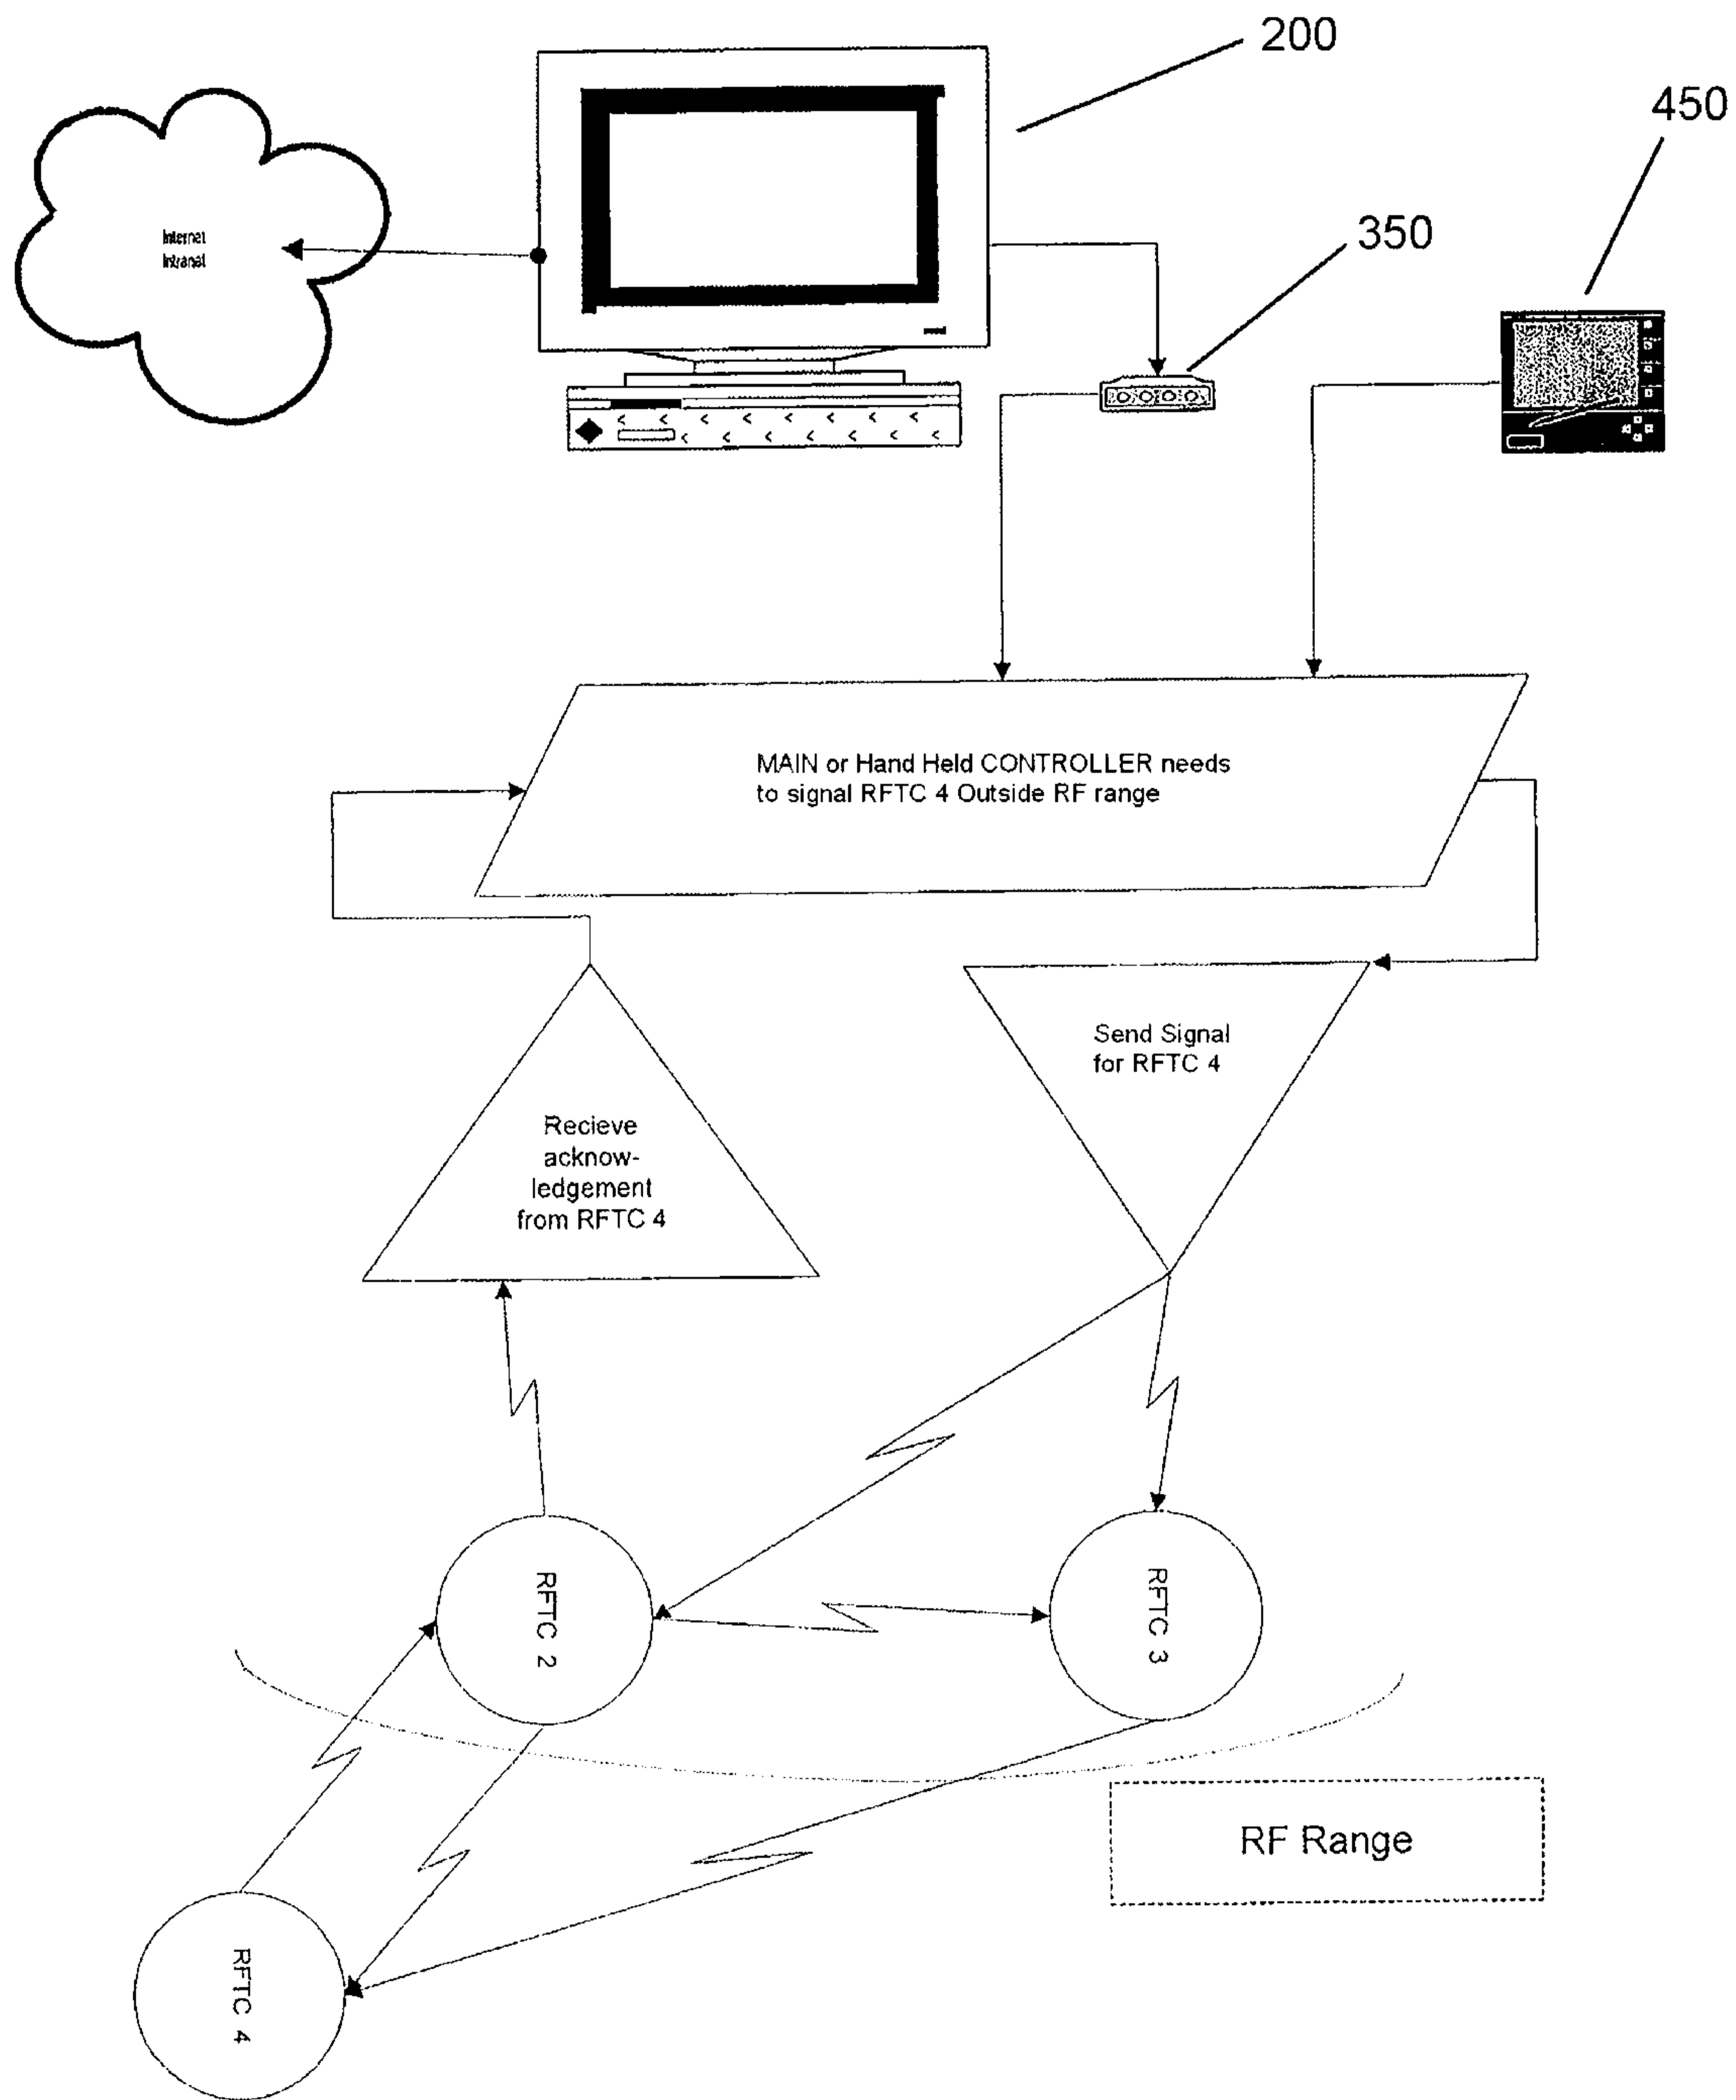 200
450
350
Internet
Intranet
MAIN or Hand Held CONTROLLER needs
to signal RFTC 4 Outside RF range
Send Signal
for RFTC 4
Recieve
acknow-
ledgement
from RFTC 4
RFTC 2
RFTC 3
RF Range
RFTC 4